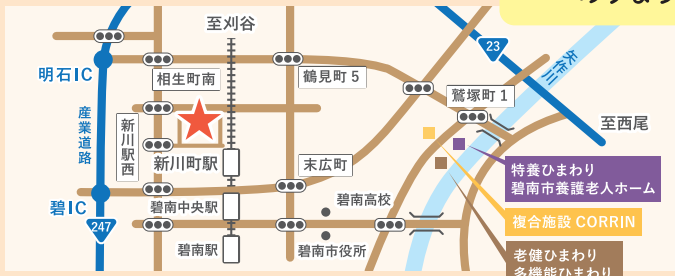 至刈谷
23
矢作川
明石IC
相生町南
鶴見町5
鷲塚町1
産業道路
新川駅西
至西尾
新川町駅
末広町
特養ひまわり
碧南市養護老人ホーム
碧IC
碧南中央駅
碧南高校
複合施設 CORRIN
247
碧南駅
碧南市役所
老健ひまわり
多機能ひまわり